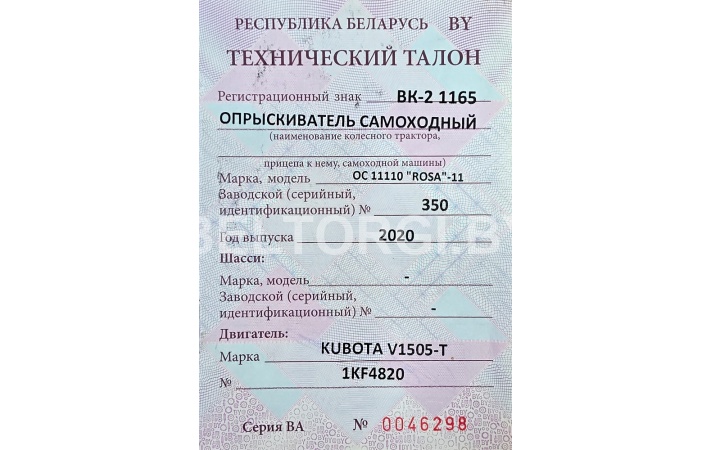 РЕСПУБЛИКА БЕЛАРУСЬ BY
ТЕХНИЧЕСКИЙ ТАЛОН
Регистрационный знак ВК-2 1165
ОПРЫСКИВАТЕЛЬ САМОХОДНЫЙ
(наименование колесного трактора,
прицепа к нему, самоходной машины)
Марка, модель ОС 11110 "ROSA"-11
Заводской (серийный,
идентификационный) № 350
BELTORGI.BY
Год выпуска 2020
Шасси:
Марка, модель -
Заводской (серийный,
идентификационный) № -
Двигатель:
Марка KUBOTA V1505-T
№ 1KF4820
Серия ВА № 0046298